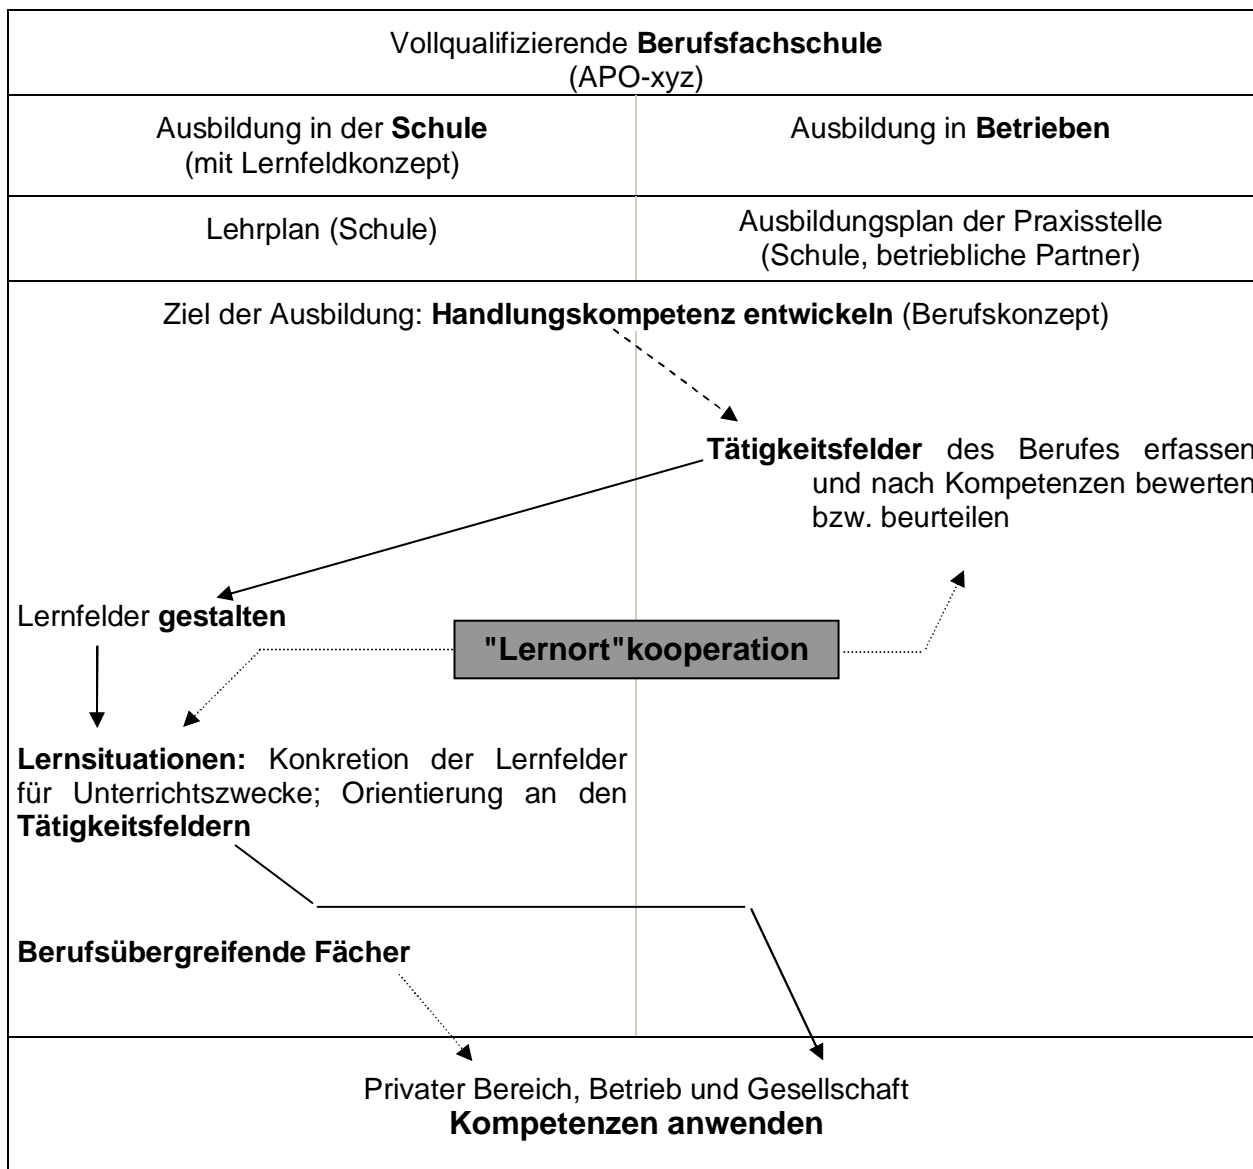 Vollqualifizierende Berufsfachschule
(APO-xyz)
Ausbildung in der Schule
(mit Lernfeldkonzept)
Ausbildung in Betrieben
Lehrplan (Schule)
Ausbildungsplan der Praxisstelle
(Schule, betriebliche Partner)
Ziel der Ausbildung: Handlungskompetenz entwickeln (Berufskonzept)
Tätigkeitsfelder des Berufes erfassen
und nach Kompetenzen bewerten
bzw. beurteilen
Lernfelder gestalten
"Lernort"kooperation
Lernsituationen: Konkretion der Lernfelder
für Unterrichtszwecke; Orientierung an den
Tätigkeitsfeldern
Berufsübergreifende Fächer
Privater Bereich, Betrieb und Gesellschaft
Kompetenzen anwenden